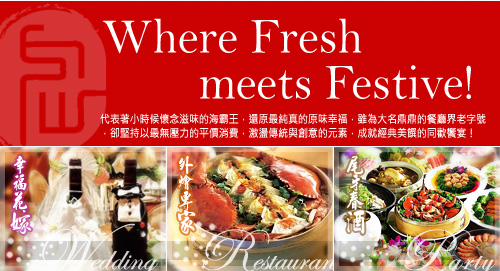 Where Fresh
meets Festive!
代表著小時候懷念滋味的海霸王，還原最純真的原味幸福，雖為大名鼎鼎的餐廳界老字號
，卻堅持以最無壓力的平價消費，激盪傳統與創意的元素，成就經典美饌的同歡饗宴！
幸福花嫁
Wedding
外燴專家
Restauran
尾牙春酒
Party